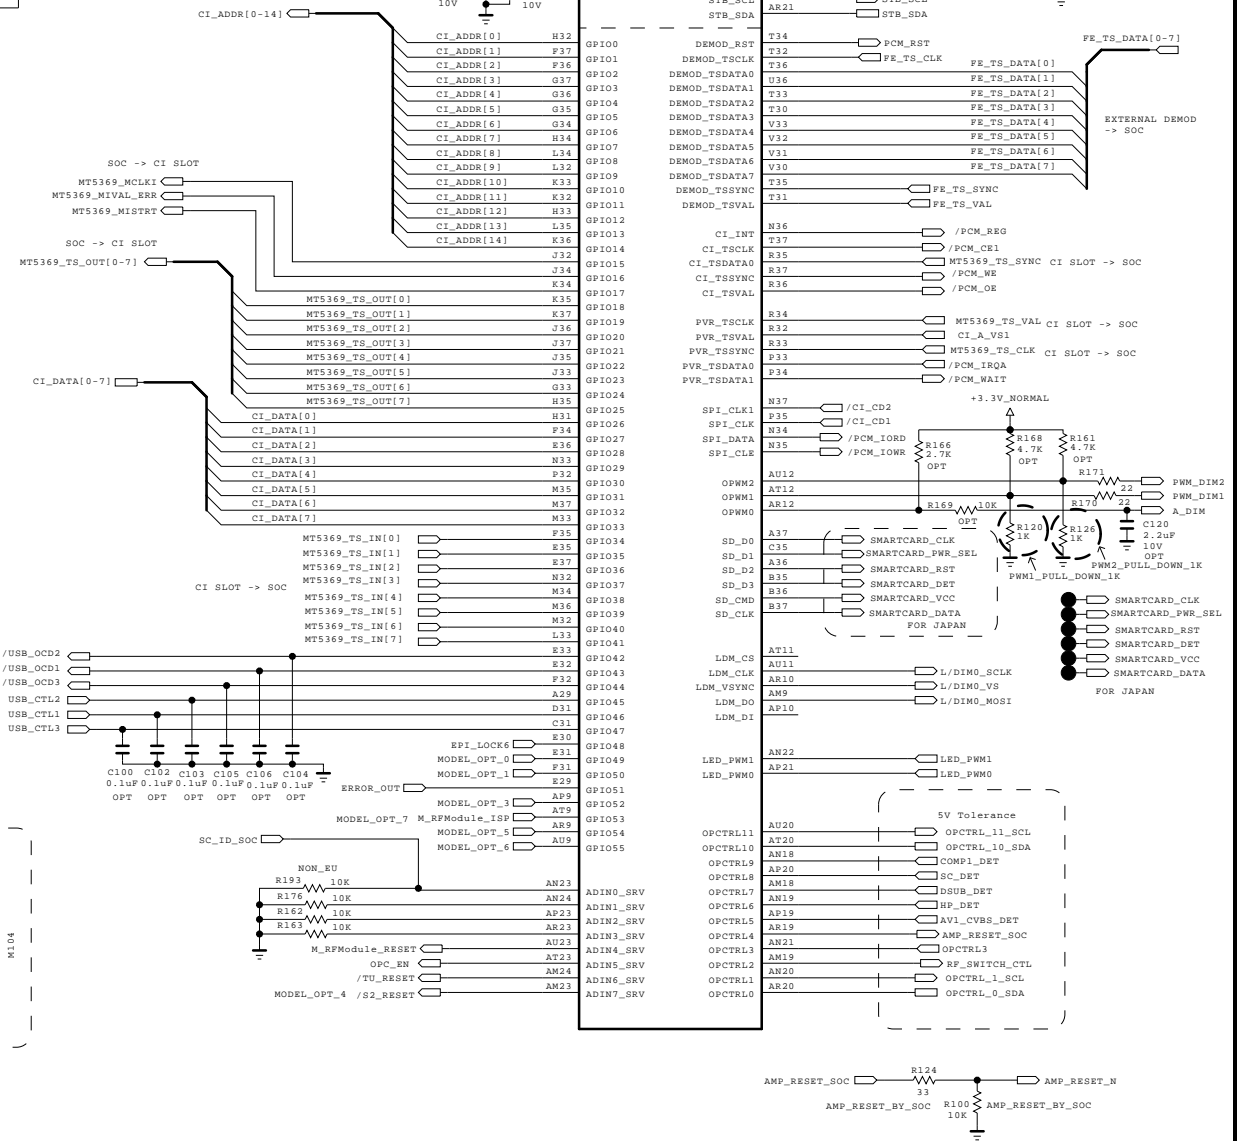 10V
10V
CI_ADDR[0-14]
CI_ADDR[0] H32 GPIO0
CI_ADDR[1] F37 GPIO1
CI_ADDR[2] F36 GPIO2
CI_ADDR[3] G37 GPIO3
CI_ADDR[4] G36 GPIO4
CI_ADDR[5] G35 GPIO5
CI_ADDR[6] G34 GPIO6
CI_ADDR[7] H34 GPIO7
CI_ADDR[8] L34 GPIO8
CI_ADDR[9] L32 GPIO9
CI_ADDR[10] K33 GPIO10
CI_ADDR[11] K32 GPIO11
CI_ADDR[12] H33 GPIO12
CI_ADDR[13] L35 GPIO13
CI_ADDR[14] K36 GPIO14
SOC -> CI SLOT
MT5369_MCLKI J32 GPIO15
MT5369_MIVAL_ERR J34 GPIO16
MT5369_MISTRT K34 GPIO17
SOC -> CI SLOT
MT5369_TS_OUT[0-7]
MT5369_TS_OUT[0] K35 GPIO18
MT5369_TS_OUT[1] K37 GPIO19
MT5369_TS_OUT[2] J36 GPIO20
MT5369_TS_OUT[3] J37 GPIO21
MT5369_TS_OUT[4] J35 GPIO22
MT5369_TS_OUT[5] J33 GPIO23
MT5369_TS_OUT[6] G33 GPIO24
MT5369_TS_OUT[7] H35 GPIO25
CI_DATA[0-7]
CI_DATA[0] H31 GPIO26
CI_DATA[1] F34 GPIO27
CI_DATA[2] E36 GPIO28
CI_DATA[3] N33 GPIO29
CI_DATA[4] P32 GPIO30
CI_DATA[5] M35 GPIO31
CI_DATA[6] M37 GPIO32
CI_DATA[7] M33 GPIO33
MT5369_TS_IN[0] F35 GPIO34
MT5369_TS_IN[1] E35 GPIO35
MT5369_TS_IN[2] E37 GPIO36
MT5369_TS_IN[3] N32 GPIO37
CI SLOT -> SOC
MT5369_TS_IN[4] M34 GPIO38
MT5369_TS_IN[5] M36 GPIO39
MT5369_TS_IN[6] M32 GPIO40
MT5369_TS_IN[7] L33 GPIO41
/USB_OCD2 E33 GPIO42
/USB_OCD1 E32 GPIO43
/USB_OCD3 F32 GPIO44
USB_CTL2 A29 GPIO45
USB_CTL1 D31 GPIO46
USB_CTL3 C31 GPIO47
EPI_LOCK6 E30 GPIO48
MODEL_OPT_0 E31 GPIO49
MODEL_OPT_1 F31 GPIO50
ERROR_OUT E29 GPIO51
MODEL_OPT_3 AP9 GPIO52
MODEL_OPT_7 M_RFModule_ISP AT9 GPIO53
MODEL_OPT_5 AR9 GPIO54
MODEL_OPT_6 AU9 GPIO55
C100 C102 C103 C105 C106 C104
0.1uF 0.1uF 0.1uF 0.1uF 0.1uF 0.1uF
OPT OPT OPT OPT OPT OPT
SC_ID_SOC
NON_EU
R193 10K AN23 ADIN0_SRV
R176 10K AN24 ADIN1_SRV
R162 10K AP23 ADIN2_SRV
R163 10K AR23 ADIN3_SRV
M_RFModule_RESET AU23 ADIN4_SRV
OPC_EN AT23 ADIN5_SRV
/TU_RESET AM24 ADIN6_SRV
MODEL_OPT_4 /S2_RESET AM23 ADIN7_SRV
M104
STB_SDA AR21 STB_SDA
DEMOD_RST T34 PCM_RST
DEMOD_TSCLK T32 FE_TS_CLK
FE_TS_DATA[0-7]
DEMOD_TSDATA0 T36 FE_TS_DATA[0]
DEMOD_TSDATA1 U36 FE_TS_DATA[1]
DEMOD_TSDATA2 T33 FE_TS_DATA[2]
DEMOD_TSDATA3 T30 FE_TS_DATA[3]
DEMOD_TSDATA4 V33 FE_TS_DATA[4]
DEMOD_TSDATA5 V32 FE_TS_DATA[5]
DEMOD_TSDATA6 V31 FE_TS_DATA[6]
DEMOD_TSDATA7 V30 FE_TS_DATA[7]
EXTERNAL DEMOD
-> SOC
DEMOD_TSSYNC T35 FE_TS_SYNC
DEMOD_TSVAL T31 FE_TS_VAL
CI_INT N36 /PCM_REG
CI_TSCLK T37 /PCM_CE1
CI_TSDATA0 R35 MT5369_TS_SYNC CI SLOT -> SOC
CI_TSSYNC R37 /PCM_WE
CI_TSVAL R36 /PCM_OE
PVR_TSCLK R34 MT5369_TS_VAL CI SLOT -> SOC
PVR_TSVAL R32 CI_A_VS1
PVR_TSSYNC R33 MT5369_TS_CLK CI SLOT -> SOC
PVR_TSDATA0 P33 /PCM_IRQA
PVR_TSDATA1 P34 /PCM_WAIT
SPI_CLK1 N37 /CI_CD2
SPI_CLK P35 /CI_CD1
SPI_DATA N34 /PCM_IORD
SPI_CLE N35 /PCM_IOWR
+3.3V_NORMAL
R166 2.7K OPT
R168 4.7K OPT
R161 4.7K OPT
OPWM2 AU12 R171 22 PWM_DIM2
OPWM1 AT12 R170 22 PWM_DIM1
OPWM0 AR12 R169 10K OPT A_DIM
R120 1K
R126 1K
C120 2.2uF 10V OPT
PWM2_PULL_DOWN_1K
PWM1_PULL_DOWN_1K
SD_D0 A37 SMARTCARD_CLK
SD_D1 C35 SMARTCARD_PWR_SEL
SD_D2 A36 SMARTCARD_RST
SD_D3 B35 SMARTCARD_DET
SD_CMD B36 SMARTCARD_VCC
SD_CLK B37 SMARTCARD_DATA
FOR JAPAN
SMARTCARD_CLK
SMARTCARD_PWR_SEL
SMARTCARD_RST
SMARTCARD_DET
SMARTCARD_VCC
SMARTCARD_DATA
FOR JAPAN
LDM_CS AT11
LDM_CLK AU11 L/DIM0_SCLK
LDM_VSYNC AR10 L/DIM0_VS
LDM_DO AM9 L/DIM0_MOSI
LDM_DI AP10
LED_PWM1 AN22 LED_PWM1
LED_PWM0 AP21 LED_PWM0
5V Tolerance
OPCTRL11 AU20 OPCTRL_11_SCL
OPCTRL10 AT20 OPCTRL_10_SDA
OPCTRL9 AN18 COMP1_DET
OPCTRL8 AP20 SC_DET
OPCTRL7 AM18 DSUB_DET
OPCTRL6 AN19 HP_DET
OPCTRL5 AP19 AV1_CVBS_DET
OPCTRL4 AR19 AMP_RESET_SOC
OPCTRL3 AN21 OPCTRL3
OPCTRL2 AM19 RF_SWITCH_CTL
OPCTRL1 AN20 OPCTRL_1_SCL
OPCTRL0 AR20 OPCTRL_0_SDA
AMP_RESET_SOC R124 33 AMP_RESET_N
AMP_RESET_BY_SOC R100 10K AMP_RESET_BY_SOC